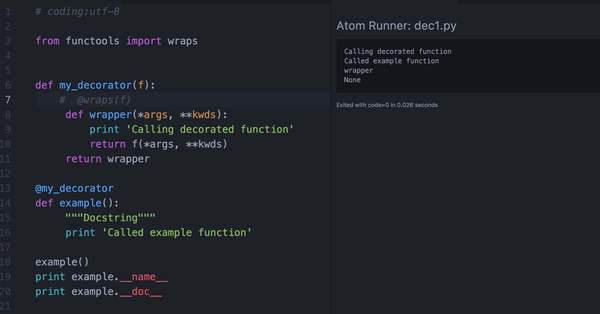 1 # coding:utf-8
2
3 from functools import wraps
4
5
6 def my_decorator(f):
7 # @wraps(f)
8 def wrapper(*args, **kwds):
9 print 'Calling decorated function'
10 return f(*args, **kwds)
11 return wrapper
12
13 @my_decorator
14 def example():
15 """Docstring"""
16 print 'Called example function'
17
18 example()
19 print example.__name__
20 print example.__doc__
21
Atom Runner: dec1.py
Calling decorated function
Called example function
wrapper
None
Exited with code=0 in 0.026 seconds